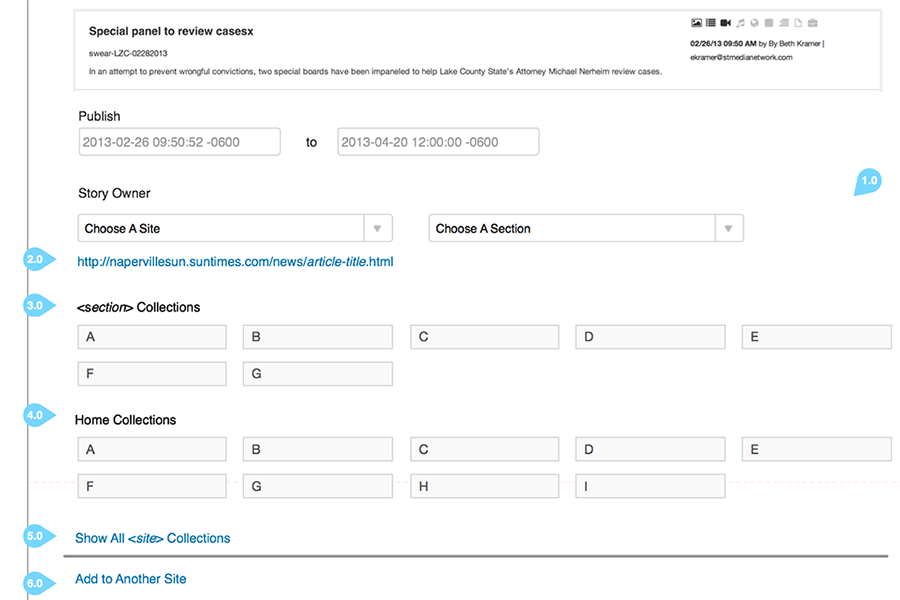 Special panel to review casesx
swear-LZC-02282013
In an attempt to prevent wrongful convictions, two special boards have been impaneled to help Lake County State's Attorney Michael Nerheim review cases.
02/26/13 09:50 AM by By Beth Kramer |
ekramer@stmedianetwork.com
Publish
2013-02-26 09:50:52 -0600 to 2013-04-20 12:00:00 -0600
1.0
Story Owner
Choose A Site Choose A Section
2.0 http://napervillesun.suntimes.com/news/article-title.html
3.0 <section> Collections
A B C D E
F G
4.0 Home Collections
A B C D E
F G H I
5.0 Show All <site> Collections
6.0 Add to Another Site